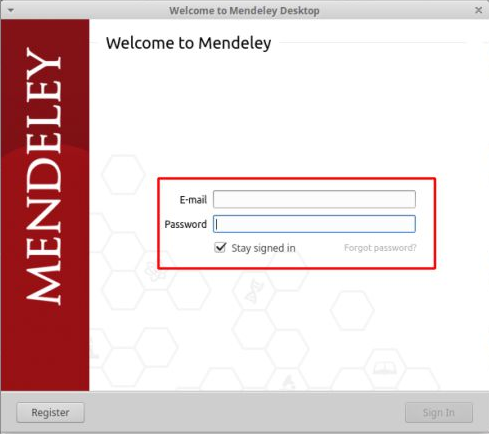 Welcome to Mendeley Desktop
Welcome to Mendeley
MENDELEY
E-mail
Password
Stay signed in
Forgot password?
Register
Sign In